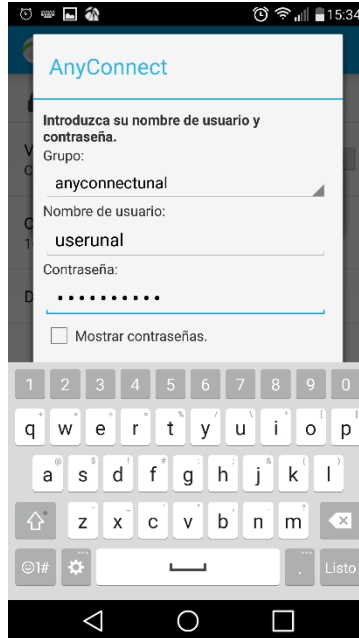 15:34
AnyConnect
Introduzca su nombre de usuario y
contraseña.
Grupo:
anyconnectunal
Nombre de usuario:
userunal
Contraseña:
••••••••••
Mostrar contraseñas.
1 2 3 4 5 6 7 8 9 0
q w e r t y u i o p
a s d f g h j k l
z x c v b n m
☺1# . Listo